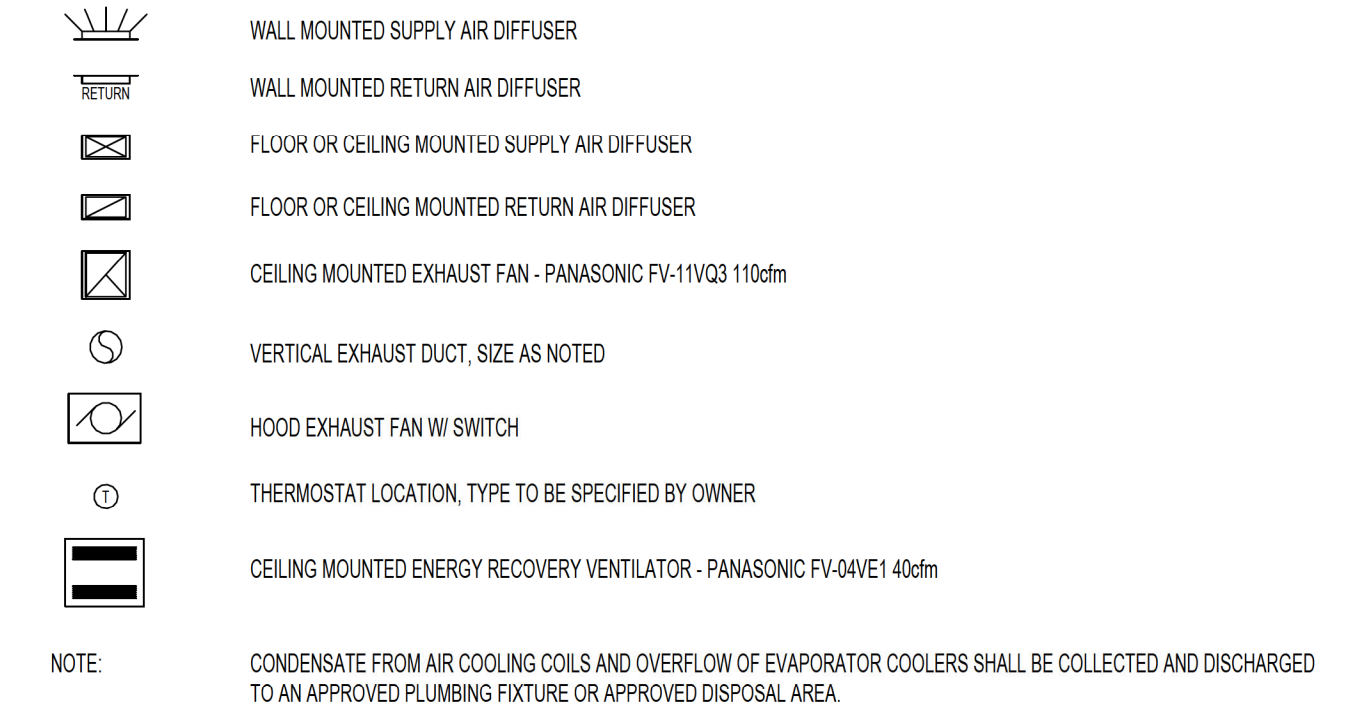 WALL MOUNTED SUPPLY AIR DIFFUSER
RETURN WALL MOUNTED RETURN AIR DIFFUSER
FLOOR OR CEILING MOUNTED SUPPLY AIR DIFFUSER
FLOOR OR CEILING MOUNTED RETURN AIR DIFFUSER
CEILING MOUNTED EXHAUST FAN - PANASONIC FV-11VQ3 110cfm
VERTICAL EXHAUST DUCT, SIZE AS NOTED
HOOD EXHAUST FAN W/ SWITCH
T THERMOSTAT LOCATION, TYPE TO BE SPECIFIED BY OWNER
CEILING MOUNTED ENERGY RECOVERY VENTILATOR - PANASONIC FV-04VE1 40cfm
NOTE: CONDENSATE FROM AIR COOLING COILS AND OVERFLOW OF EVAPORATOR COOLERS SHALL BE COLLECTED AND DISCHARGED
TO AN APPROVED PLUMBING FIXTURE OR APPROVED DISPOSAL AREA.